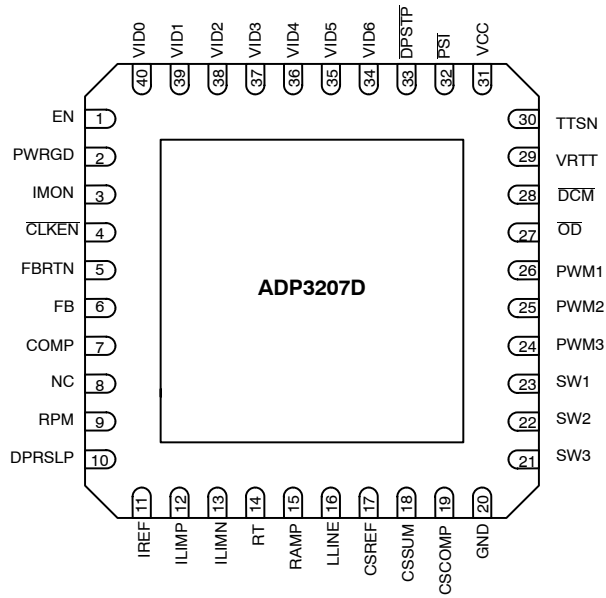 VID0 VID1 VID2 VID3 VID4 VID5 VID6 DPSTP PSI VCC
40 39 38 37 36 35 34 33 32 31
EN 1 30 TTSN
PWRGD 2 29 VRTT
IMON 3 28 DCM
CLKEN 4 27 OD
FBRTN 5 ADP3207D 26 PWM1
FB 6 25 PWM2
COMP 7 24 PWM3
NC 8 23 SW1
RPM 9 22 SW2
DPRSLP 10 21 SW3
11 12 13 14 15 16 17 18 19 20
IREF ILIMP ILIMN RT RAMP LLINE CSREF CSSUM CSCOMP GND